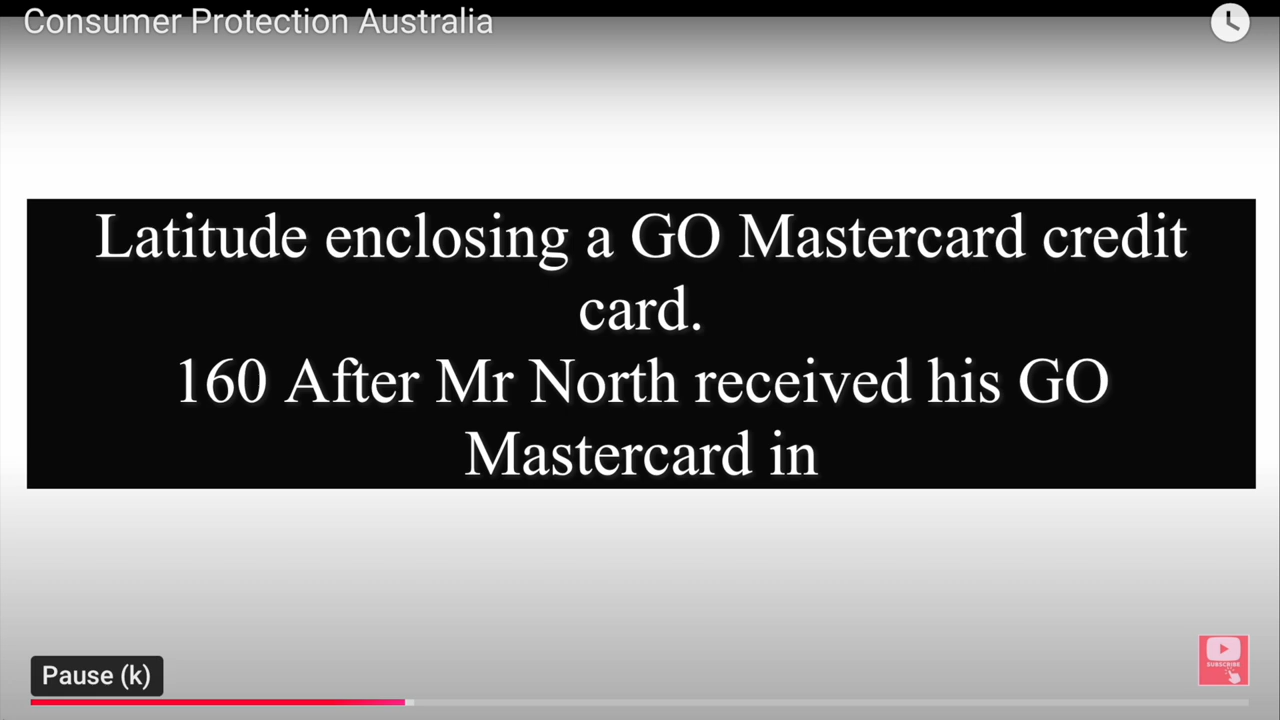 Consumer Protection Australia
Latitude enclosing a GO Mastercard credit
card.
160 After Mr North received his GO
Mastercard in
SUBSCRIBE
Pause (k)